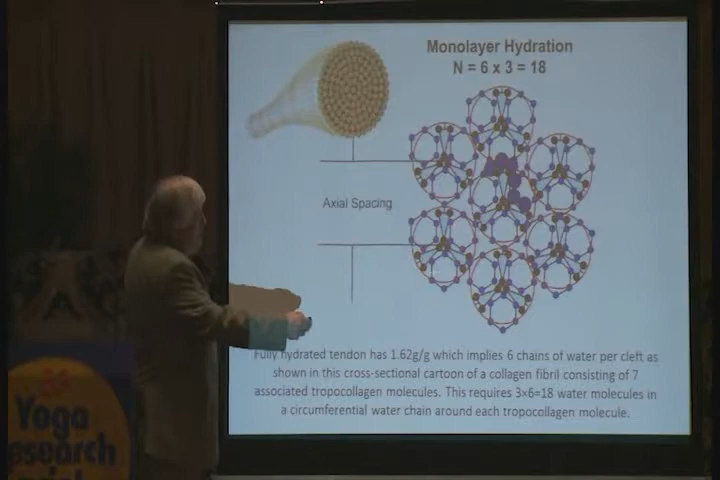 Monolayer Hydration
N = 6 x 3 = 18
Axial Spacing
Fully hydrated tendon has 1.62g/g which implies 6 chains of water per cleft as
shown in this cross-sectional cartoon of a collagen fibril consisting of 7
associated tropocollagen molecules. This requires 3×6=18 water molecules in
a circumferential water chain around each tropocollagen molecule.
Yoga